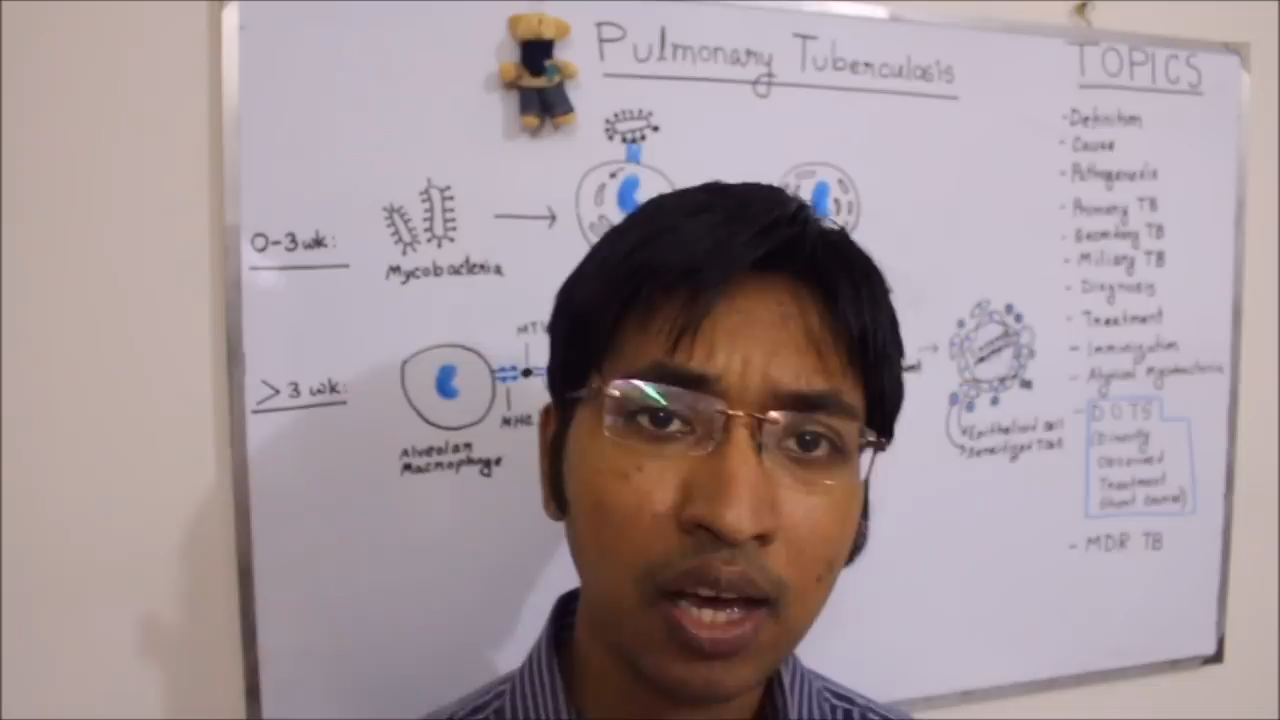 Pulmonary Tuberculosis
0-3 wk:
Mycobacteria
> 3 wk:
MHC
Alveolar
Macrophage
Epithelioid cell
TOPICS
- Definition
- Cause
- Pathogenesis
- Primary TB
- Secondary TB
- Miliary TB
- Diagnosis
- Treatment
- Immunization
- Atypical mycobacteria
- DOTS
(Directly
Observed
Treatment
Short course)
- MDR TB